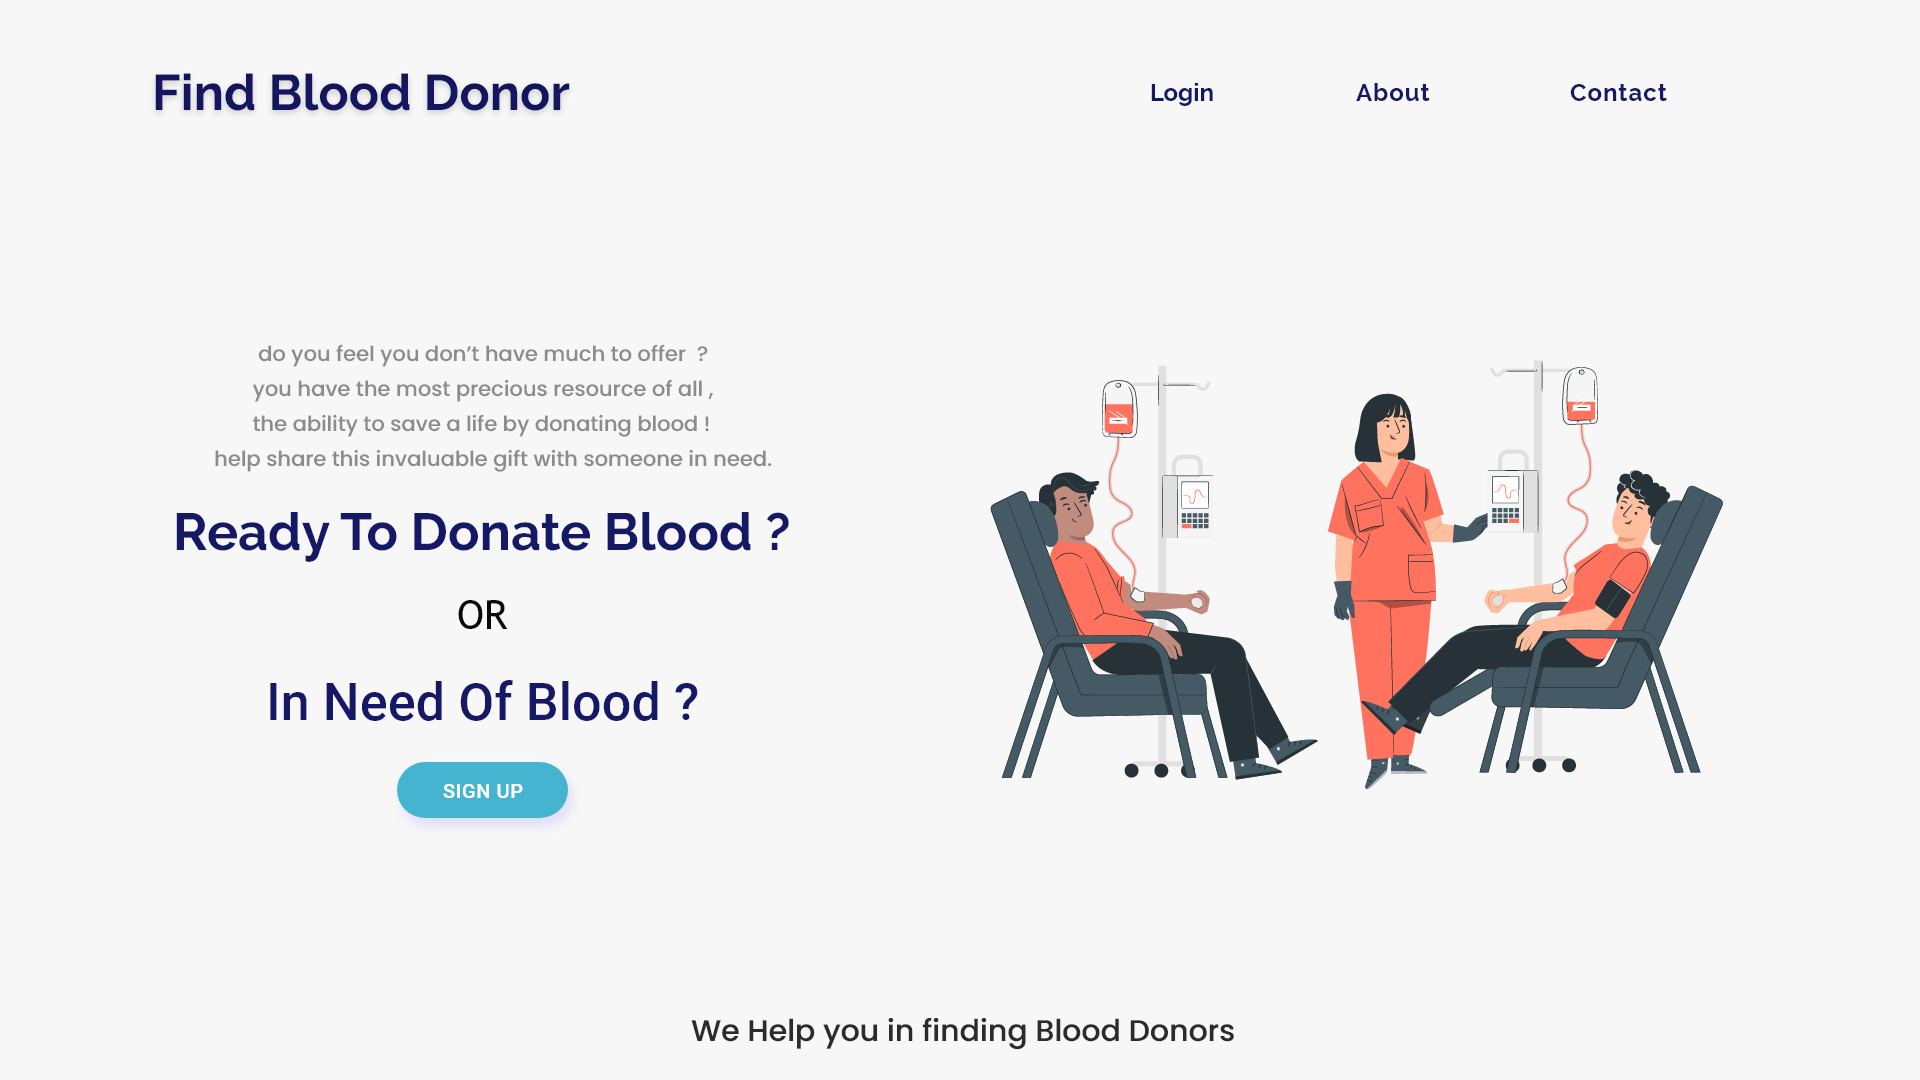 Find Blood Donor
Login About Contact
do you feel you don’t have much to offer  ?
you have the most precious resource of all ,
the ability to save a life by donating blood !
help share this invaluable gift with someone in need.
Ready To Donate Blood ?
OR
In Need Of Blood ?
SIGN UP
We Help you in finding Blood Donors